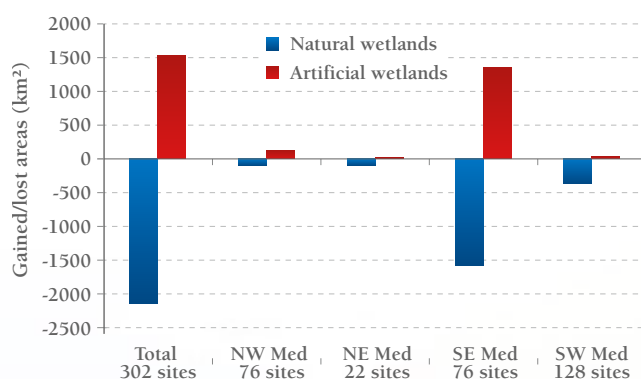 Gained/lost areas (km²)
2000
1500
1000
500
0
-500
-1000
-1500
-2000
-2500
Natural wetlands
Artificial wetlands
Total
302 sites
NW Med
76 sites
NE Med
22 sites
SE Med
76 sites
SW Med
128 sites